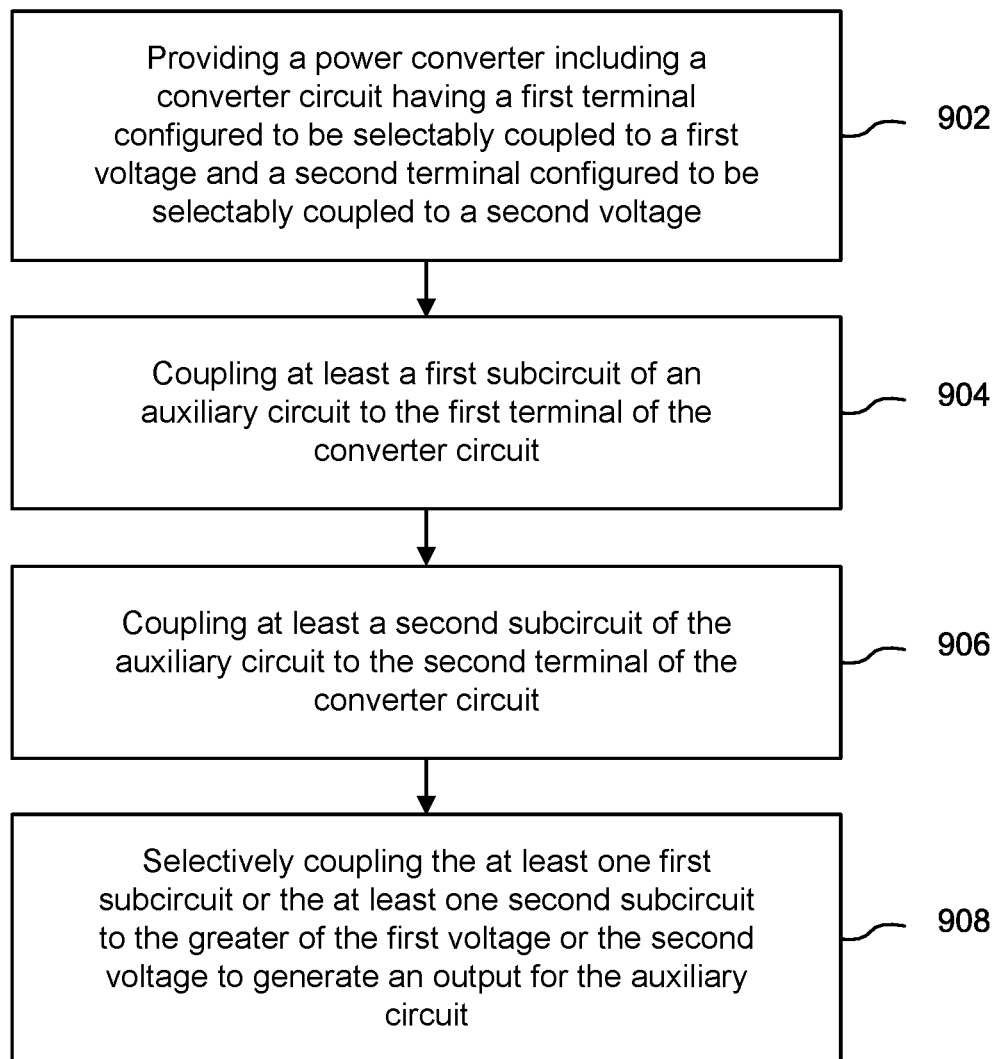 Providing a power converter including a
converter circuit having a first terminal
configured to be selectably coupled to a first
voltage and a second terminal configured to be
selectably coupled to a second voltage
902
Coupling at least a first subcircuit of an
auxiliary circuit to the first terminal of the
converter circuit
904
Coupling at least a second subcircuit of the
auxiliary circuit to the second terminal of the
converter circuit
906
Selectively coupling the at least one first
subcircuit or the at least one second subcircuit
to the greater of the first voltage or the second
voltage to generate an output for the auxiliary
circuit
908